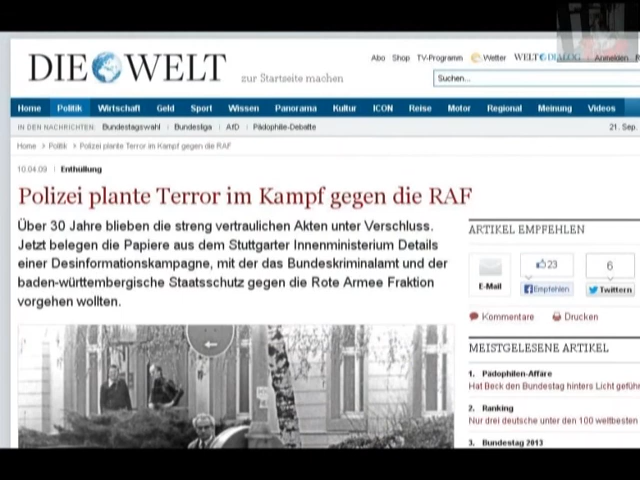 DIE WELT
zur Startseite machen
Abo Shop TV-Programm Wetter WELT DIALOG Anmelden
Suchen...
Home Politik Wirtschaft Geld Sport Wissen Panorama Kultur ICON Reise Motor Regional Meinung Videos
IN DEN NACHRICHTEN: Bundestagswahl Bundesliga AfD Pädophile-Debatte
21. Sep.
Home > Politik > Polizei plante Terror im Kampf gegen die RAF
10.04.09 Enthüllung
Polizei plante Terror im Kampf gegen die RAF
Über 30 Jahre blieben die streng vertraulichen Akten unter Verschluss.
Jetzt belegen die Papiere aus dem Stuttgarter Innenministerium Details
einer Desinformationskampagne, mit der das Bundeskriminalamt und der
baden-württembergische Staatsschutz gegen die Rote Armee Fraktion
vorgehen wollten.
ARTIKEL EMPFEHLEN
E-Mail
23
Empfehlen
6
Twittern
Kommentare Drucken
MEISTGELESENE ARTIKEL
1. Pädophilen-Affäre
Hat Beck den Bundestag hinters Licht geführ
2. Ranking
Nur drei deutsche unter den 100 weltbesten
3. Bundestag 2013